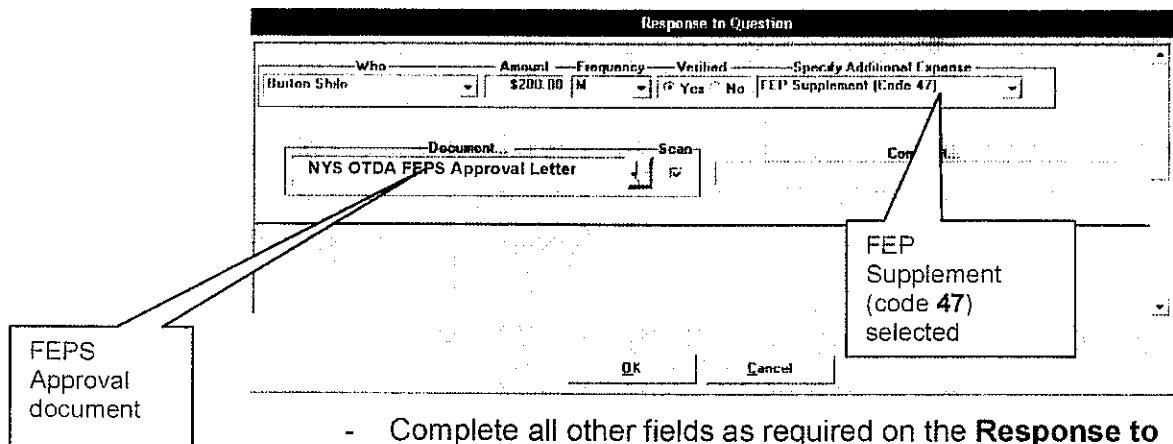 Response to Question
Who Amount Frequency Verified Specify Additional Expense
$200.00 M Yes No FEP Supplement (Code 47)
Document... Scan
NYS OTDA FEPS Approval Letter
FEP
Supplement
(code 47)
selected
FEPS
Approval
document
OK Cancel
- Complete all other fields as required on the Response to